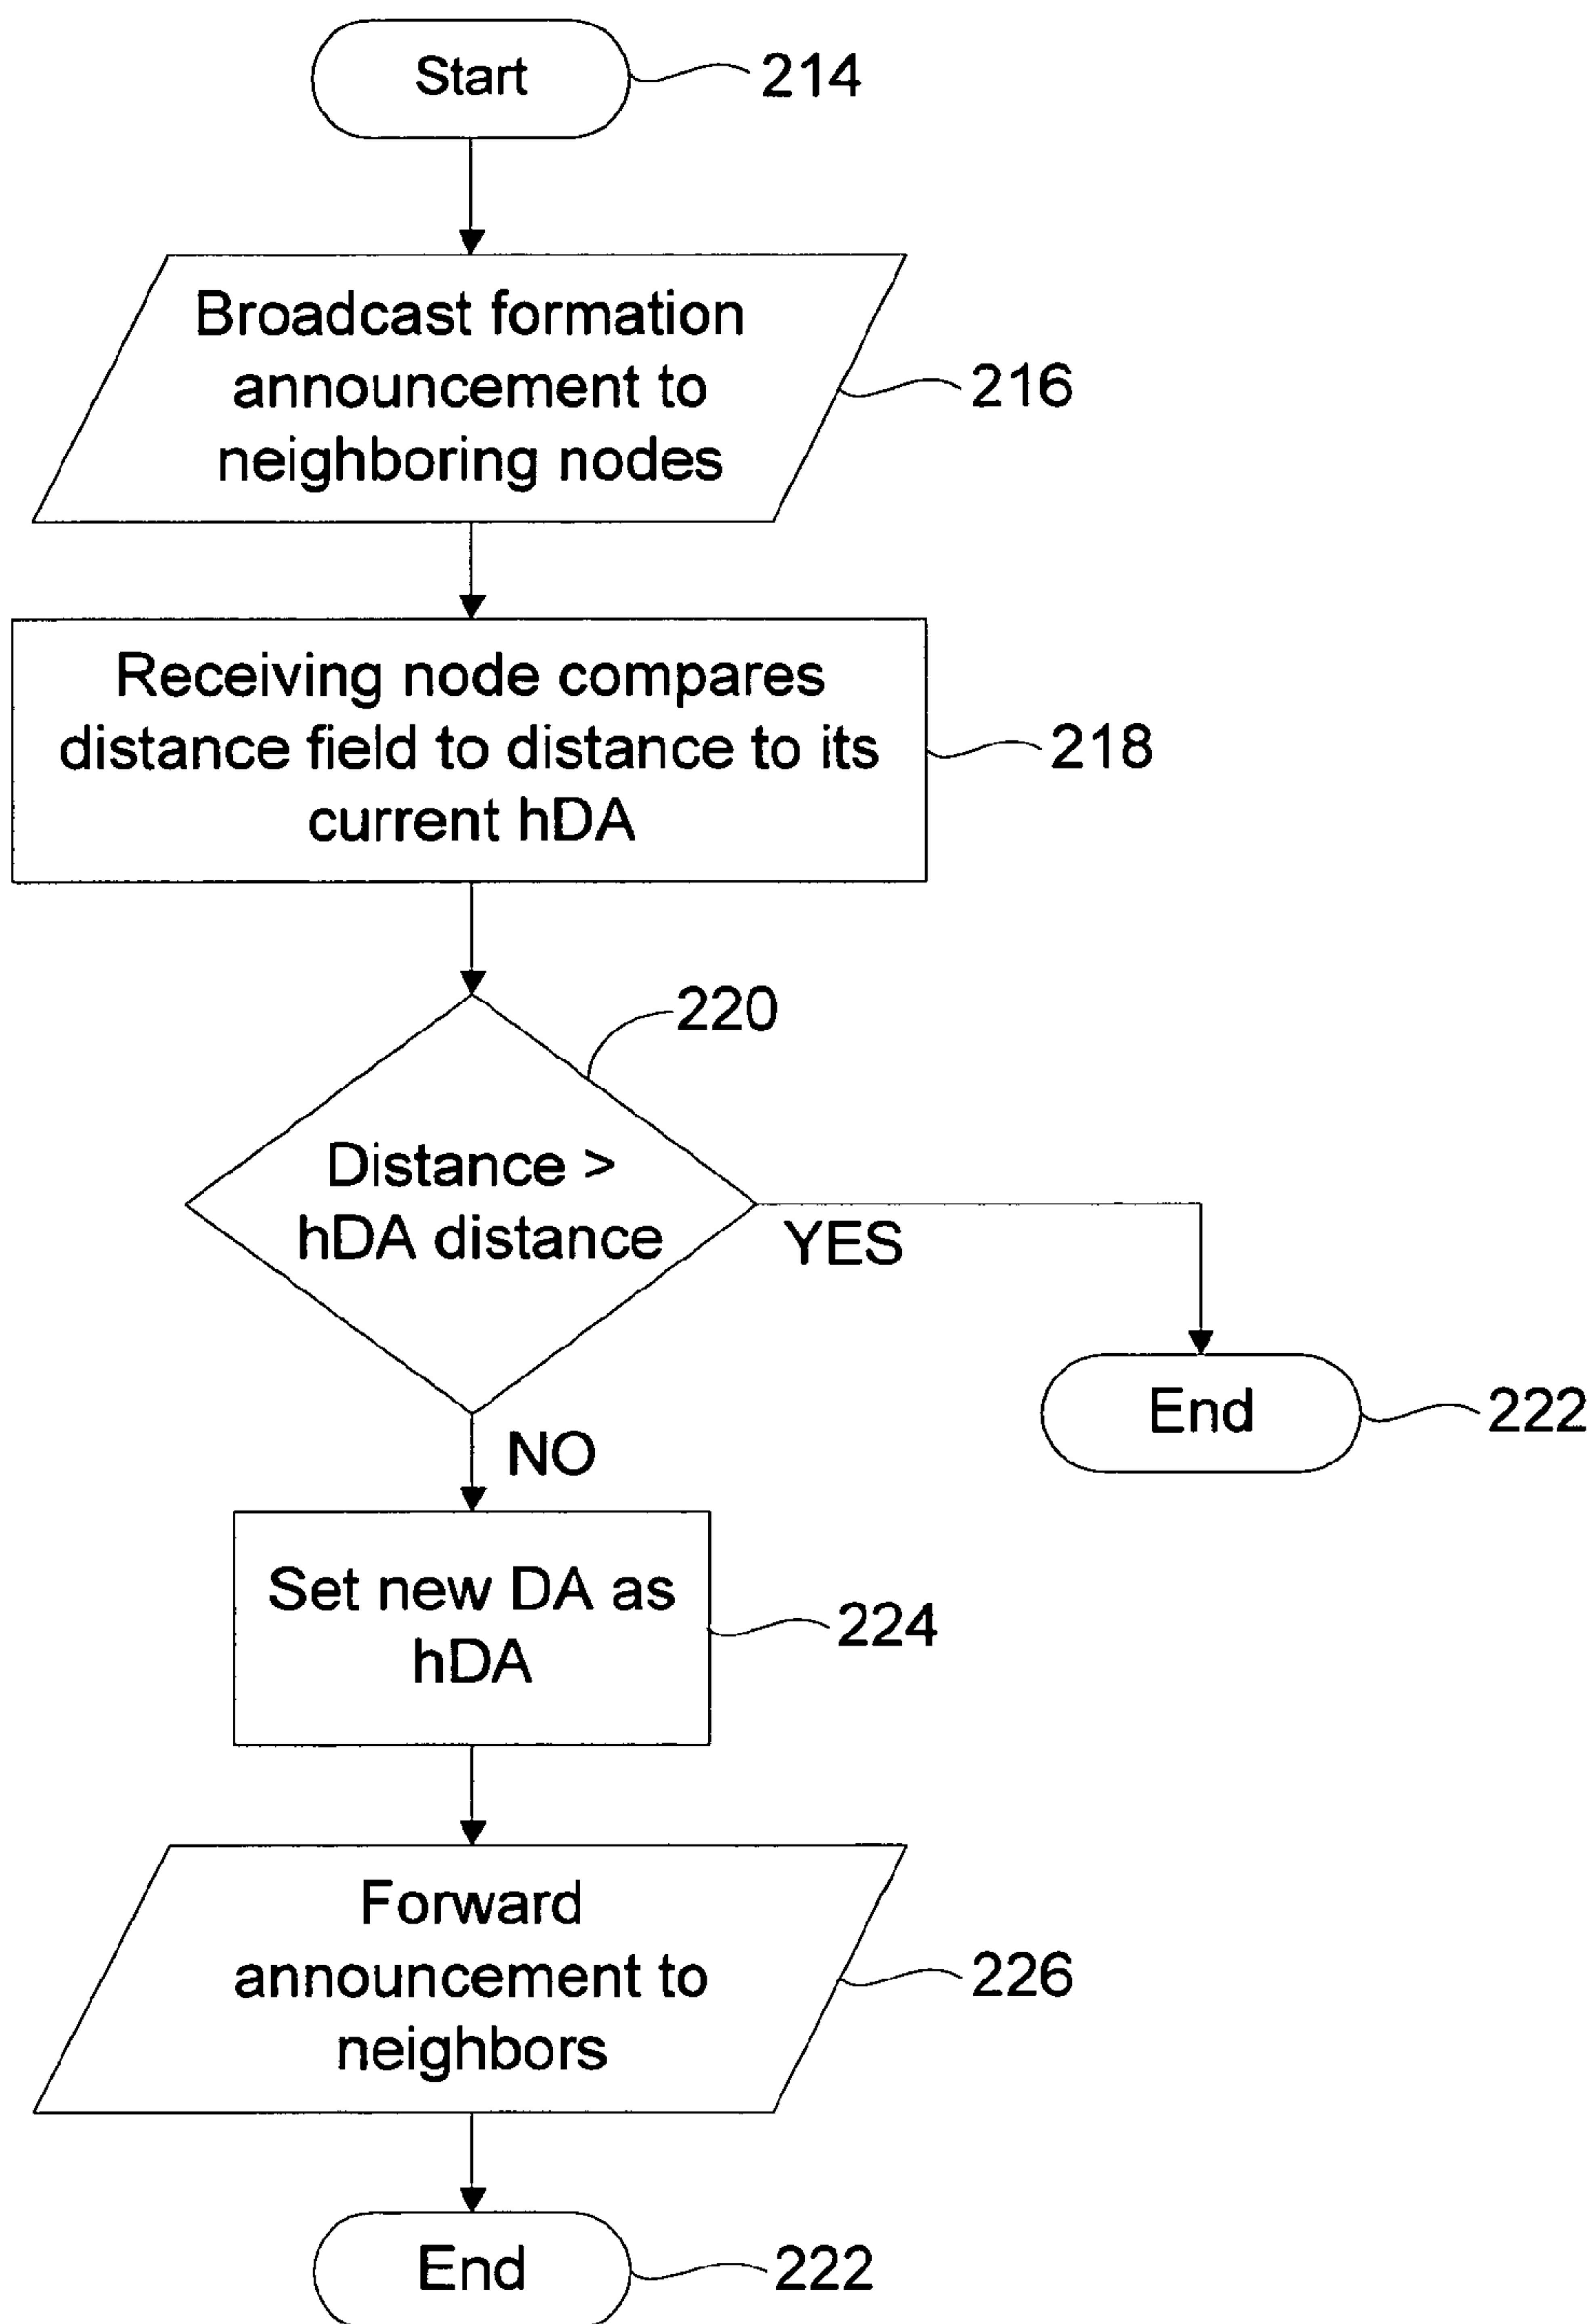 Start
214
Broadcast formation
announcement to
neighboring nodes
216
Receiving node compares
distance field to distance to its
current hDA
218
220
Distance >
hDA distance
YES
End
222
NO
Set new DA as
hDA
224
Forward
announcement to
neighbors
226
End
222